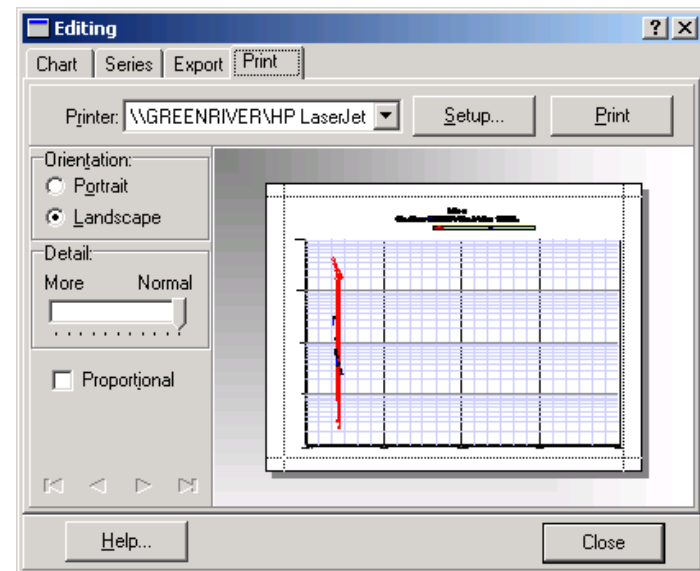 Editing
Chart Series Export Print
Printer: \\GREENRIVER\HP LaserJet Setup... Print
Orientation:
Portrait
Landscape
Detail:
More Normal
Proportional
Help... Close